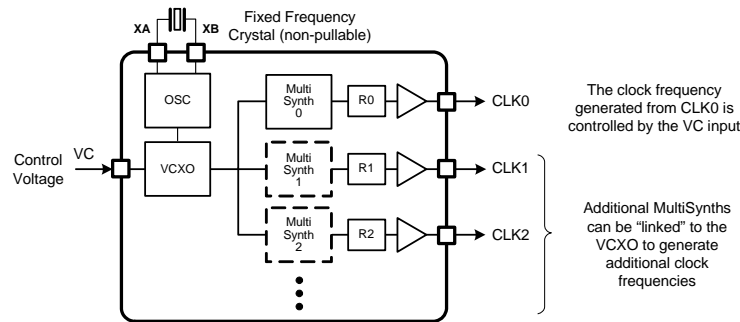 XA
XB
Fixed Frequency
Crystal (non-pullable)
OSC
Multi
Synth
0
R0
CLK0
The clock frequency
generated from CLK0 is
controlled by the VC input
Control
Voltage
VC
VCXO
Multi
Synth
1
R1
CLK1
Multi
Synth
2
R2
CLK2
Additional MultiSynths
can be “linked” to the
VCXO to generate
additional clock
frequencies